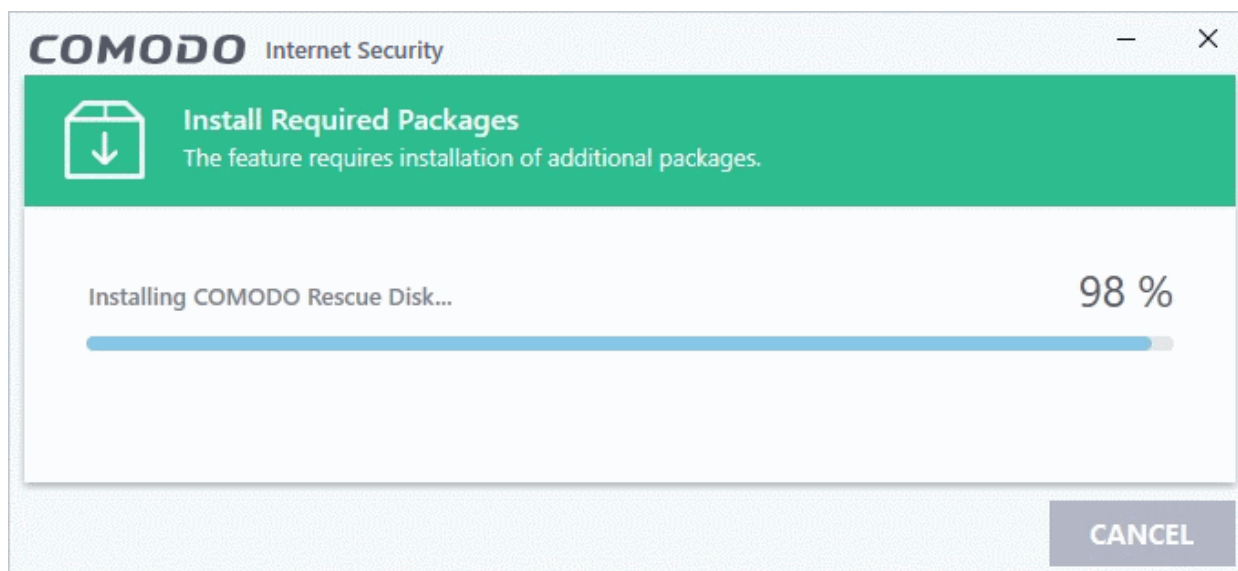 COMODO Internet Security
Install Required Packages
The feature requires installation of additional packages.
Installing COMODO Rescue Disk... 98 %
CANCEL